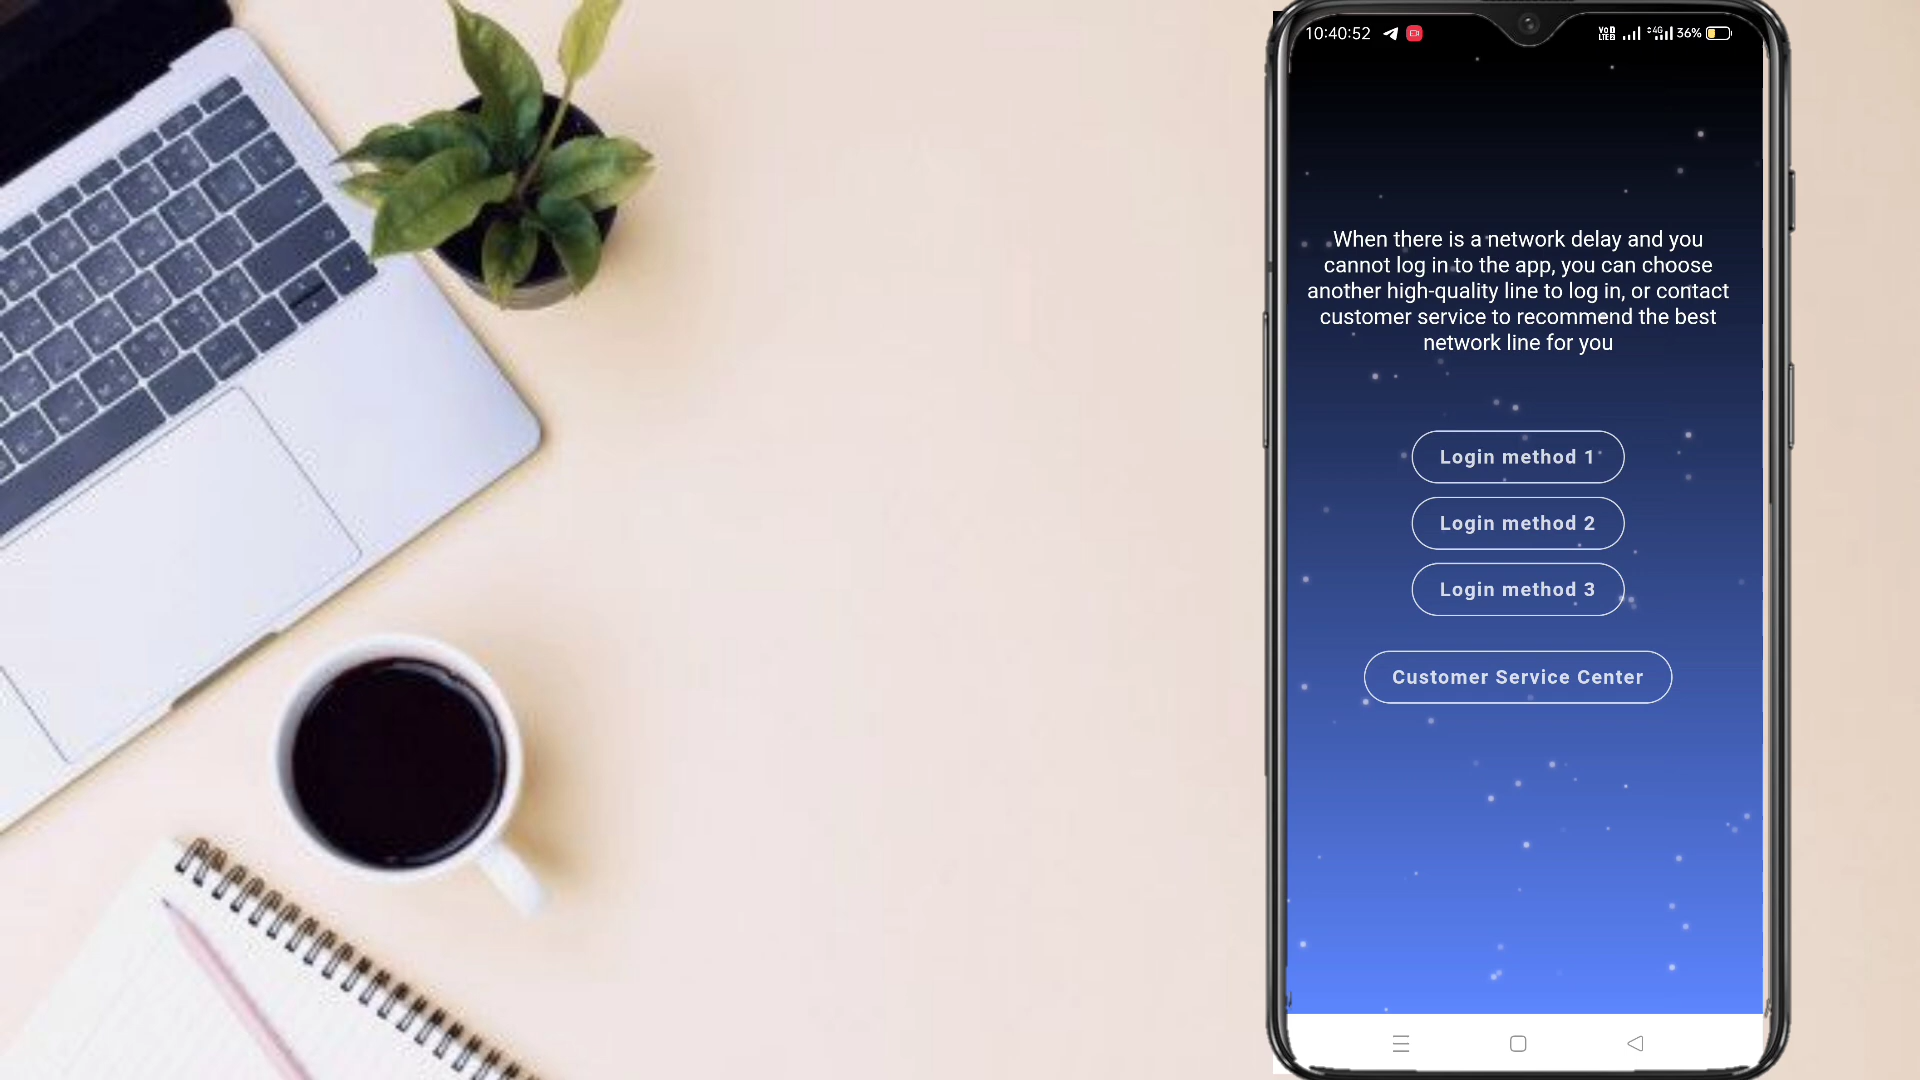 10:40:52 36%
When there is a network delay and you
cannot log in to the app, you can choose
another high-quality line to log in, or contact
customer service to recommend the best
network line for you
Login method 1
Login method 2
Login method 3
Customer Service Center